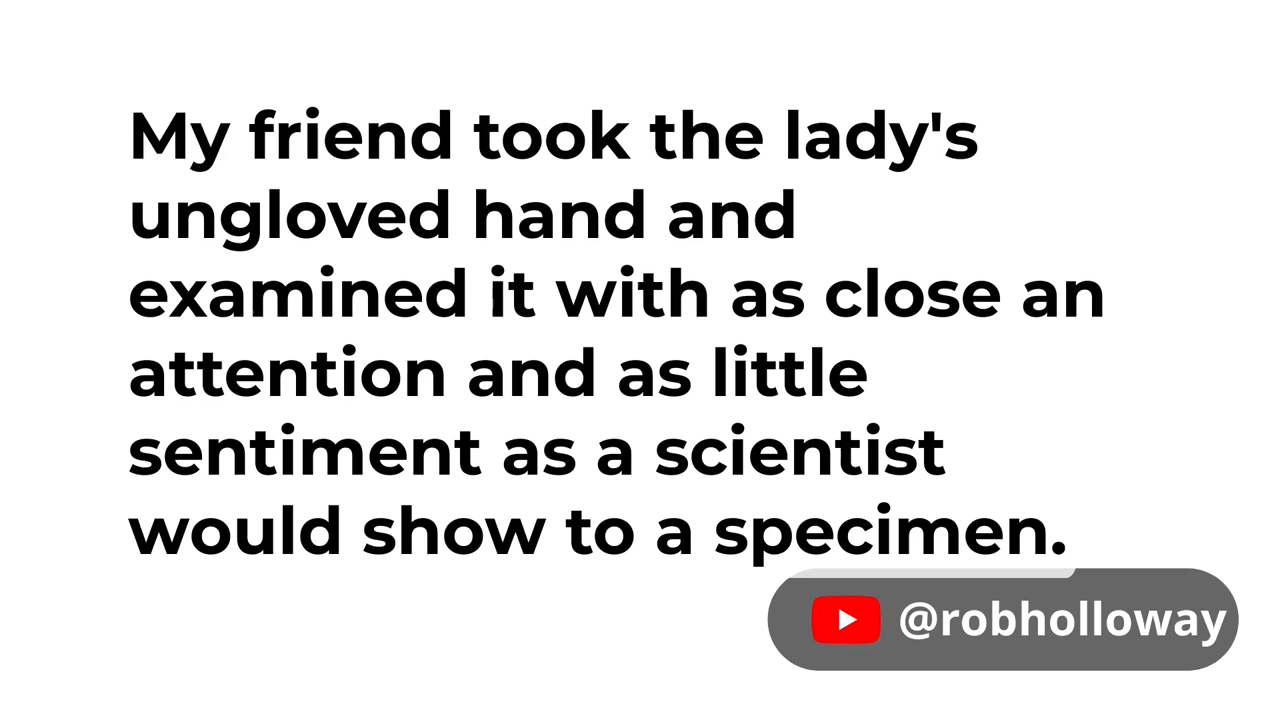 My friend took the lady's
ungloved hand and
examined it with as close an
attention and as little
sentiment as a scientist
would show to a specimen.
@robholloway